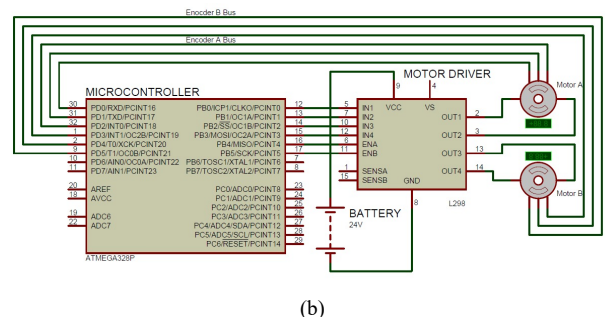 Enocder B Bus
Enocder A Bus
MICROCONTROLLER
MOTOR DRIVER
Motor A
Motor B
30 PD0/RXD/PCINT16
31 PD1/TXD/PCINT17
32 PD2/INT0/PCINT18
1 PD3/INT1/OC2B/PCINT19
2 PD4/T0/XCK/PCINT20
9 PD5/T1/OC0B/PCINT21
10 PD6/AIN0/OC0A/PCINT22
11 PD7/AIN1/PCINT23
20 AREF
18 AVCC
19 ADC6
22 ADC7
PB0/ICP1/CLKO/PCINT0 12
PB1/OC1A/PCINT1 13
PB2/SS/OC1B/PCINT2 14
PB3/MOSI/OC2A/PCINT3 15
PB4/MISO/PCINT4 16
PB5/SCK/PCINT5 17
PB6/TOSC1/XTAL1/PCINT6 7
PB7/TOSC2/XTAL2/PCINT7 8
PC0/ADC0/PCINT8 23
PC1/ADC1/PCINT9 24
PC2/ADC2/PCINT10 25
PC3/ADC3/PCINT11 26
PC4/ADC4/SDA/PCINT12 27
PC5/ADC5/SCL/PCINT13 28
PC6/RESET/PCINT14 29
ATMEGA328P
9 4
VCC VS
5 IN1
7 IN2
10 IN3
12 IN4
6 ENA
11 ENB
1 SENSA
15 SENSB
OUT1 2
OUT2 3
OUT3 13
OUT4 14
GND
8
L298
BATTERY
24V
(b)